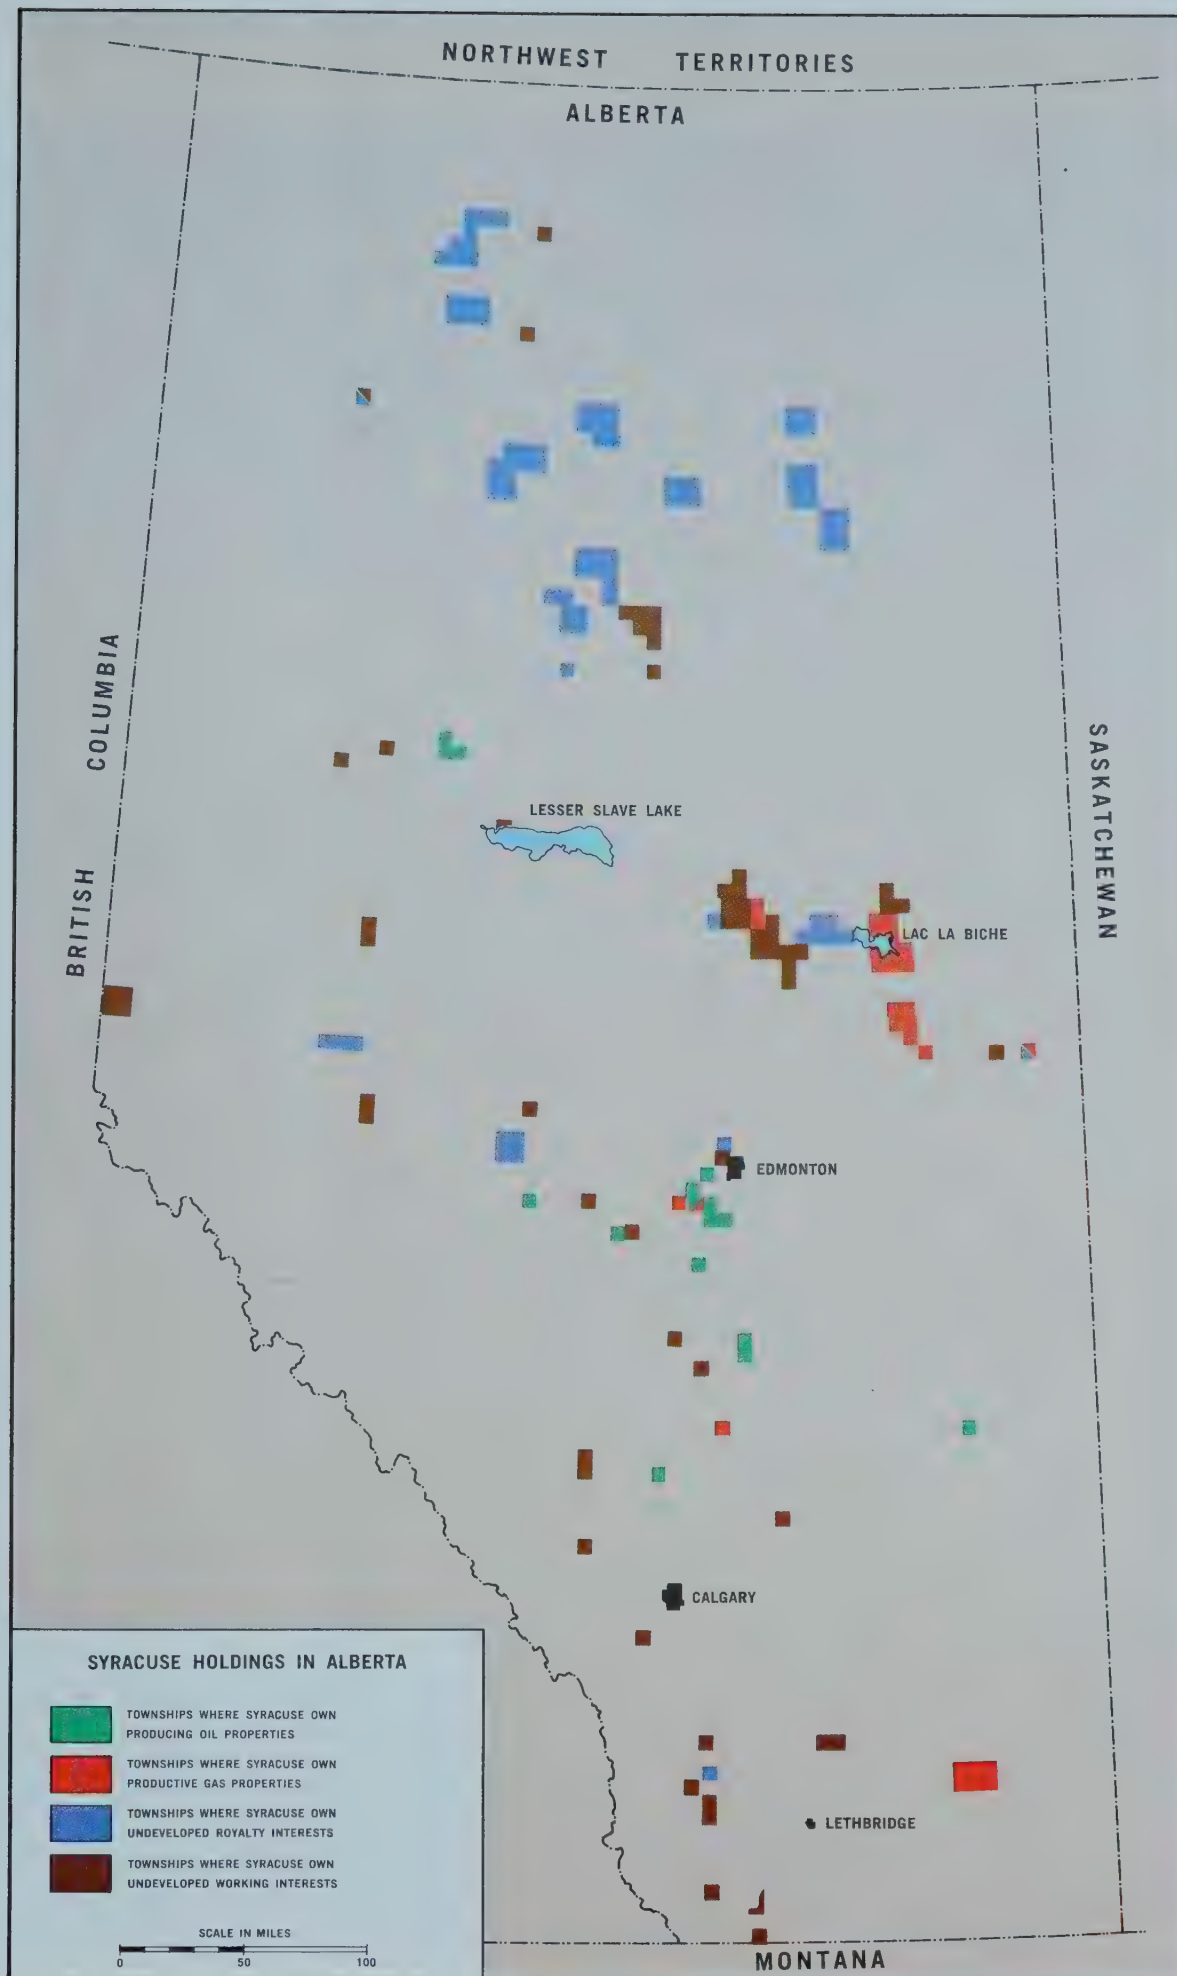 NORTHWEST TERRITORIES
ALBERTA
BRITISH COLUMBIA
SASKATCHEWAN
LESSER SLAVE LAKE
LAC LA BICHE
EDMONTON
CALGARY
LETHBRIDGE
MONTANA
SYRACUSE HOLDINGS IN ALBERTA
TOWNSHIPS WHERE SYRACUSE OWN
PRODUCING OIL PROPERTIES
TOWNSHIPS WHERE SYRACUSE OWN
PRODUCTIVE GAS PROPERTIES
TOWNSHIPS WHERE SYRACUSE OWN
UNDEVELOPED ROYALTY INTERESTS
TOWNSHIPS WHERE SYRACUSE OWN
UNDEVELOPED WORKING INTERESTS
SCALE IN MILES
0 50 100